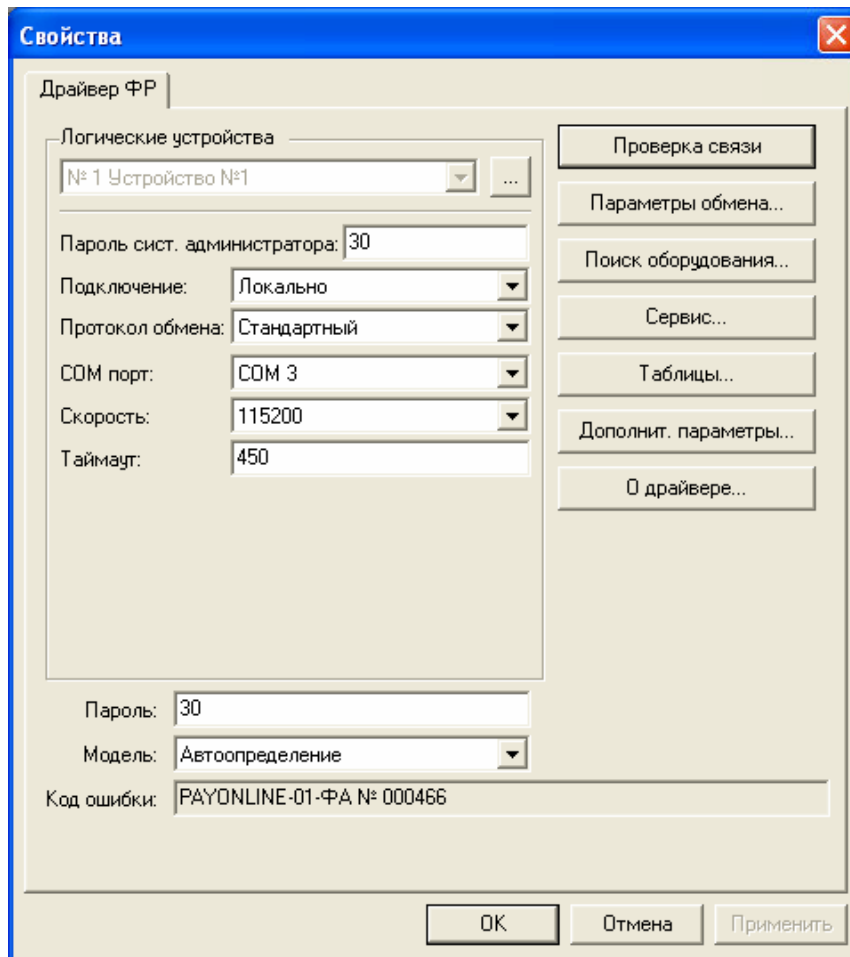 Свойства
Драйвер ФР
Логические устройства
№ 1 Устройство №1
...
Пароль сист. администратора: 30
Подключение: Локально
Протокол обмена: Стандартный
COM порт: COM 3
Скорость: 115200
Таймаут: 450
Проверка связи
Параметры обмена...
Поиск оборудования...
Сервис...
Таблицы...
Дополнит. параметры...
О драйвере...
Пароль: 30
Модель: Автоопределение
Код ошибки: PAYONLINE-01-ФА № 000466
OK
Отмена
Применить